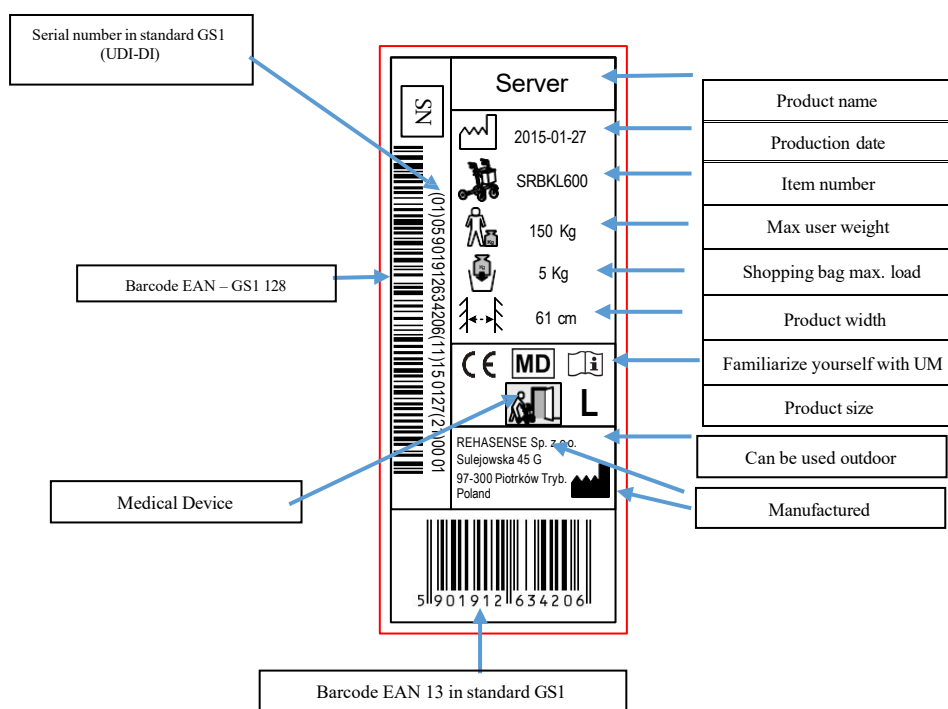 Serial number in standard GS1
(UDI-DI)
Barcode EAN – GS1 128
Medical Device
SN
(01)05901912634206(11)150127(21)0001
Server
2015-01-27
SRBKL600
150 Kg
Kg
5 Kg
61 cm
CE MD i
L
REHASENSE Sp. z o.o.
Sulejowska 45 G
97-300 Piotrków Tryb.
Poland
5 901912 634206
Product name
Production date
Item number
Max user weight
Shopping bag max. load
Product width
Familiarize yourself with UM
Product size
Can be used outdoor
Manufactured
Barcode EAN 13 in standard GS1